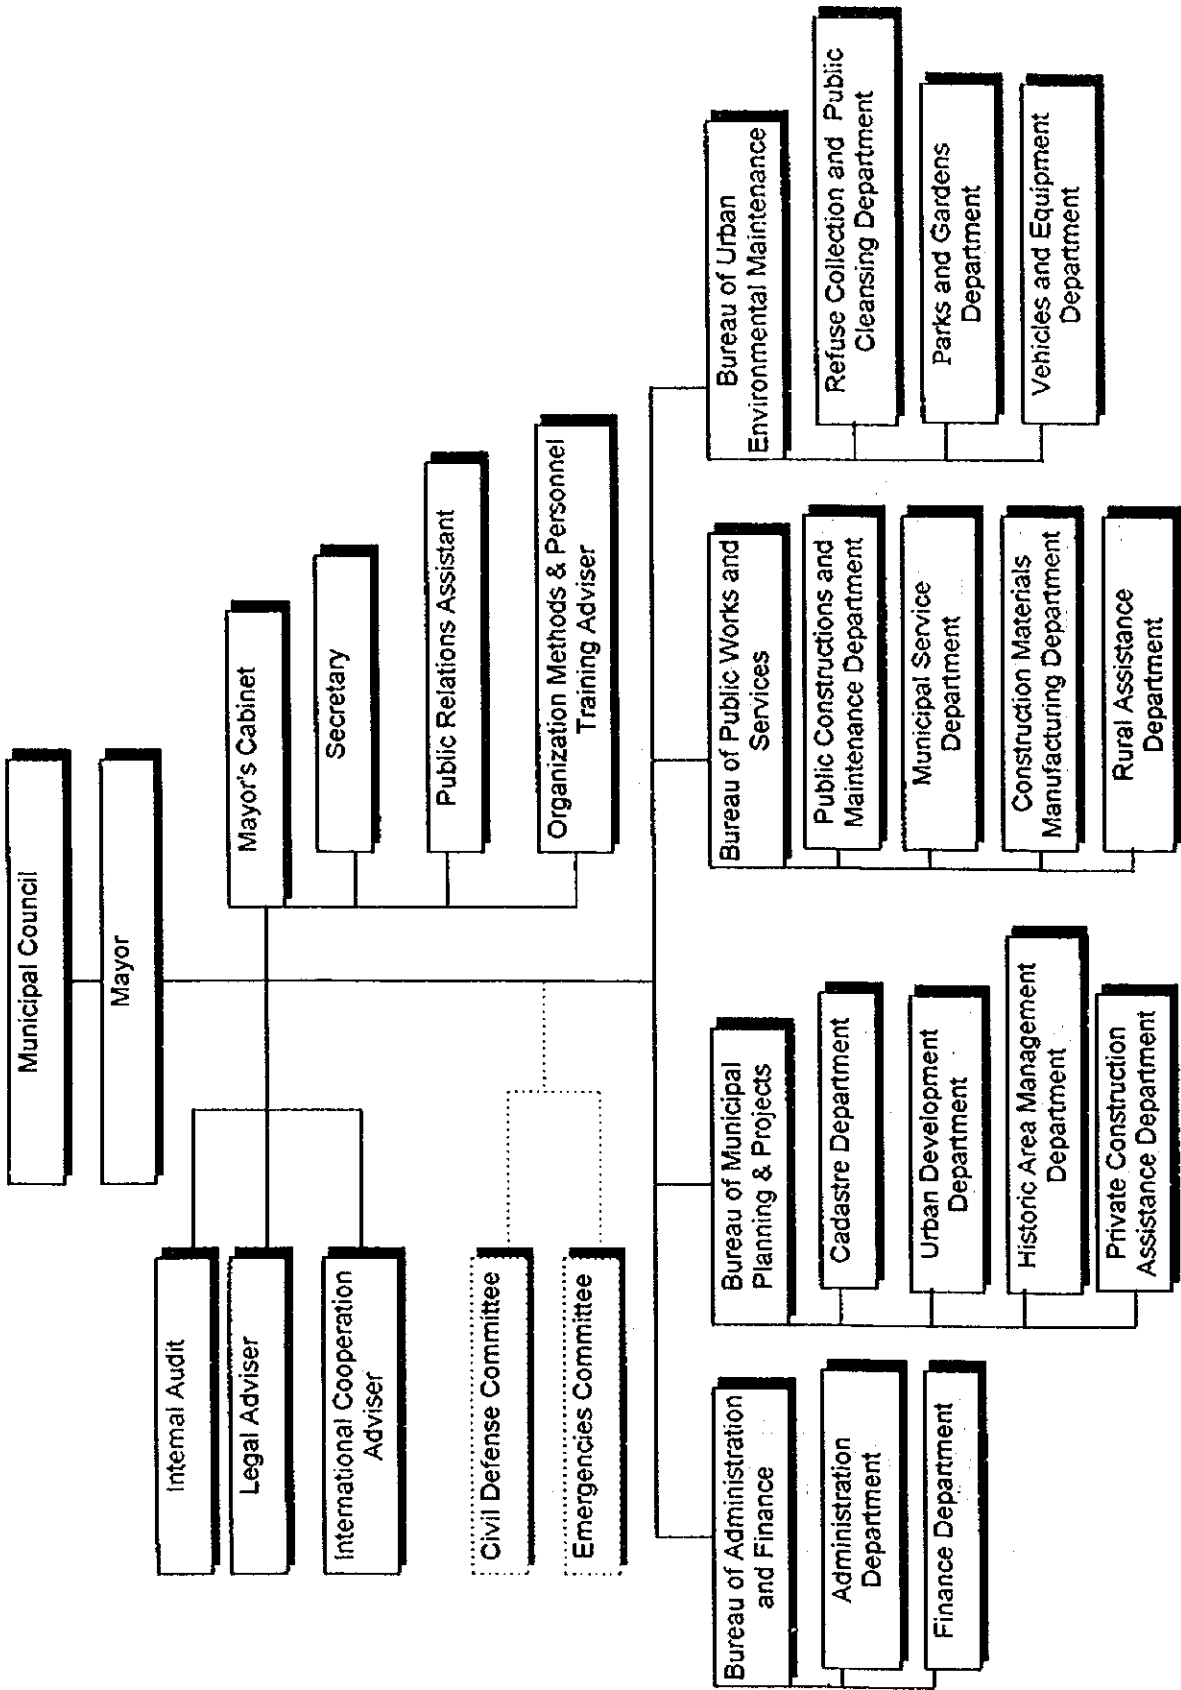 Municipal Council
Mayor
Mayor's Cabinet
Secretary
Public Relations Assistant
Organization Methods & Personnel
Training Adviser
Internal Audit
Legal Adviser
International Cooperation
Adviser
Civil Defense Committee
Emergencies Committee
Bureau of Administration
and Finance
Administration
Department
Finance Department
Bureau of Municipal
Planning & Projects
Cadastre Department
Urban Development
Department
Historic Area Management
Department
Private Construction
Assistance Department
Bureau of Public Works and
Services
Public Constructions and
Maintenance Department
Municipal Service
Department
Construction Materials
Manufacturing Department
Rural Assistance
Department
Bureau of Urban
Environmental Maintenance
Refuse Collection and Public
Cleansing Department
Parks and Gardens
Department
Vehicles and Equipment
Department